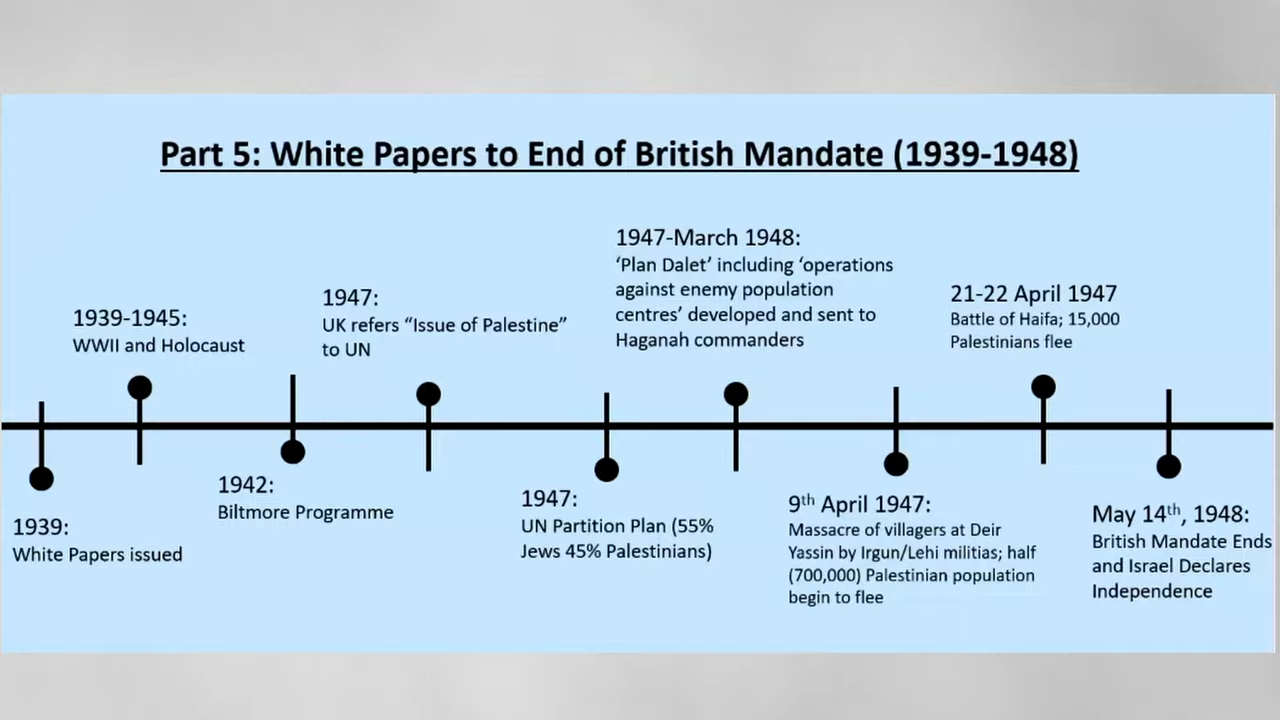 Part 5: White Papers to End of British Mandate (1939-1948)
1939:
White Papers issued
1939-1945:
WWII and Holocaust
1942:
Biltmore Programme
1947:
UK refers “Issue of Palestine”
to UN
1947:
UN Partition Plan (55%
Jews 45% Palestinians)
1947-March 1948:
‘Plan Dalet’ including ‘operations
against enemy population
centres’ developed and sent to
Haganah commanders
9th April 1947:
Massacre of villagers at Deir
Yassin by Irgun/Lehi militias; half
(700,000) Palestinian population
begin to flee
21-22 April 1947
Battle of Haifa; 15,000
Palestinians flee
May 14th, 1948:
British Mandate Ends
and Israel Declares
Independence